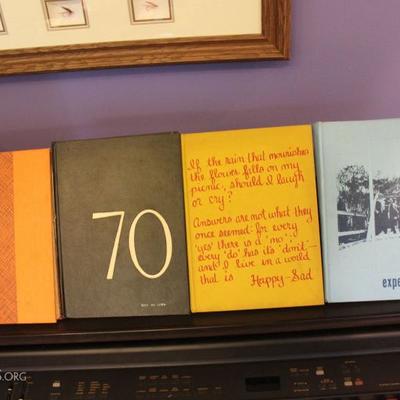 70
If the rain that nourishes
the flower falls on my
picnic, should I laugh
or cry?
Answers are not what they
once seemed: for every
'yes' there is a 'no';
every 'do' has its 'don't'—
and I live in a world
that is Happy-Sad
expe
.ORG